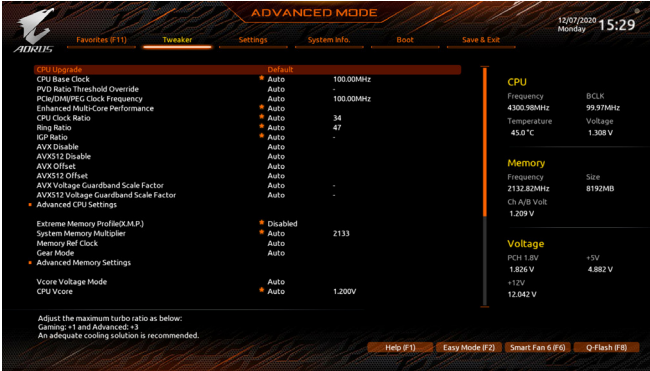 ADVANCED MODE
12/07/2020 Monday 15:29
AORUS
Favorites (F11) Tweaker Settings System Info. Boot Save & Exit
CPU Upgrade Default
CPU Base Clock * Auto 100.00MHz
PVD Ratio Threshold Override Auto -
PCIe/DMI/PEG Clock Frequency Auto 100.00MHz
Enhanced Multi-Core Performance * Auto
CPU Clock Ratio * Auto 34
Ring Ratio * Auto 47
IGP Ratio * Auto -
AVX Disable Auto
AVX512 Disable Auto
AVX Offset Auto
AVX512 Offset Auto
AVX Voltage Guardband Scale Factor Auto -
AVX512 Voltage Guardband Scale Factor Auto -
Advanced CPU Settings
Extreme Memory Profile(X.M.P.) * Disabled
System Memory Multiplier * Auto 2133
Memory Ref Clock Auto
Gear Mode Auto
Advanced Memory Settings
Vcore Voltage Mode Auto
CPU Vcore * Auto 1.200V
CPU
Frequency BCLK
4300.98MHz 99.97MHz
Temperature Voltage
45.0 °C 1.308 V
Memory
Frequency Size
2132.82MHz 8192MB
Ch A/B Volt
1.209 V
Voltage
PCH 1.8V +5V
1.826 V 4.882 V
+12V
12.042 V
Adjust the maximum turbo ratio as below:
Gaming: +1 and Advanced: +3
An adequate cooling solution is recommended.
Help (F1) Easy Mode (F2) Smart Fan 6 (F6) Q-Flash (F8)